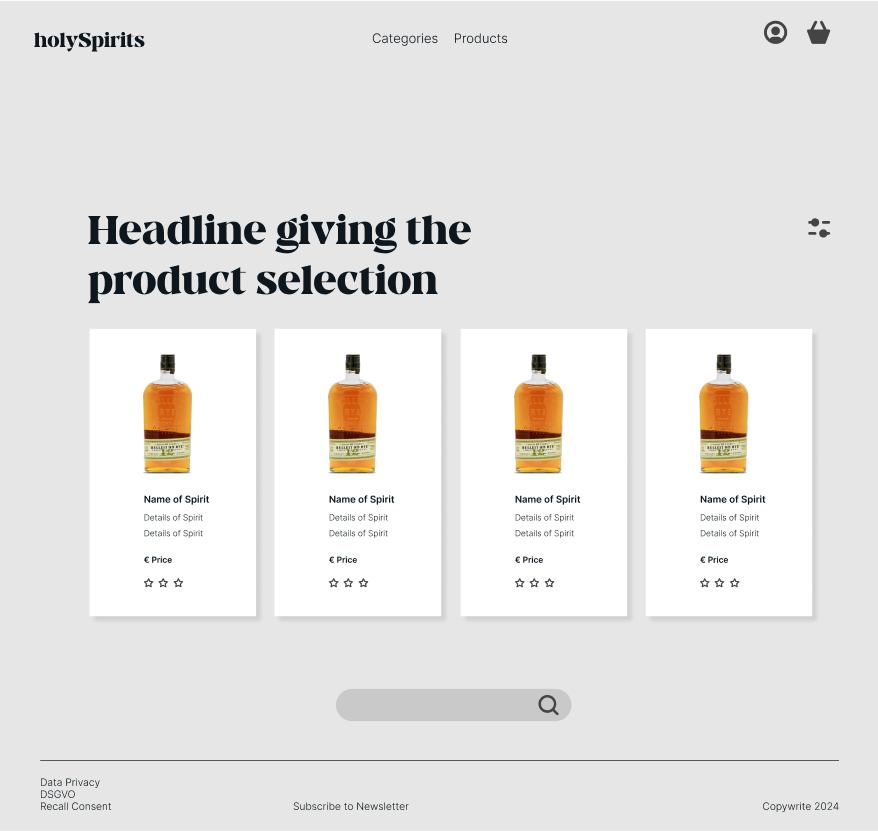 holySpirits
Categories Products
Headline giving the
product selection
Name of Spirit
Details of Spirit
Details of Spirit
€ Price
Name of Spirit
Details of Spirit
Details of Spirit
€ Price
Name of Spirit
Details of Spirit
Details of Spirit
€ Price
Name of Spirit
Details of Spirit
Details of Spirit
€ Price
Data Privacy
DSGVO
Recall Consent
Subscribe to Newsletter
Copywrite 2024